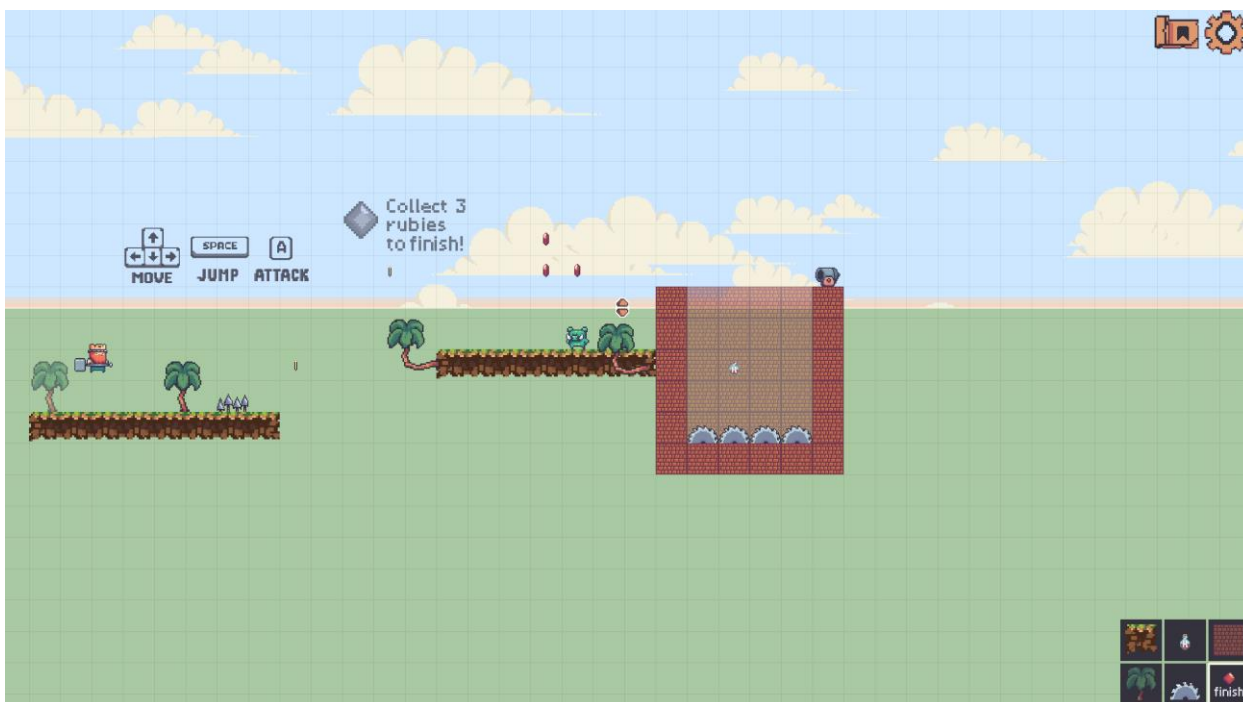 Collect 3
rubies
to finish!
SPACE
A
MOVE
JUMP
ATTACK
finish